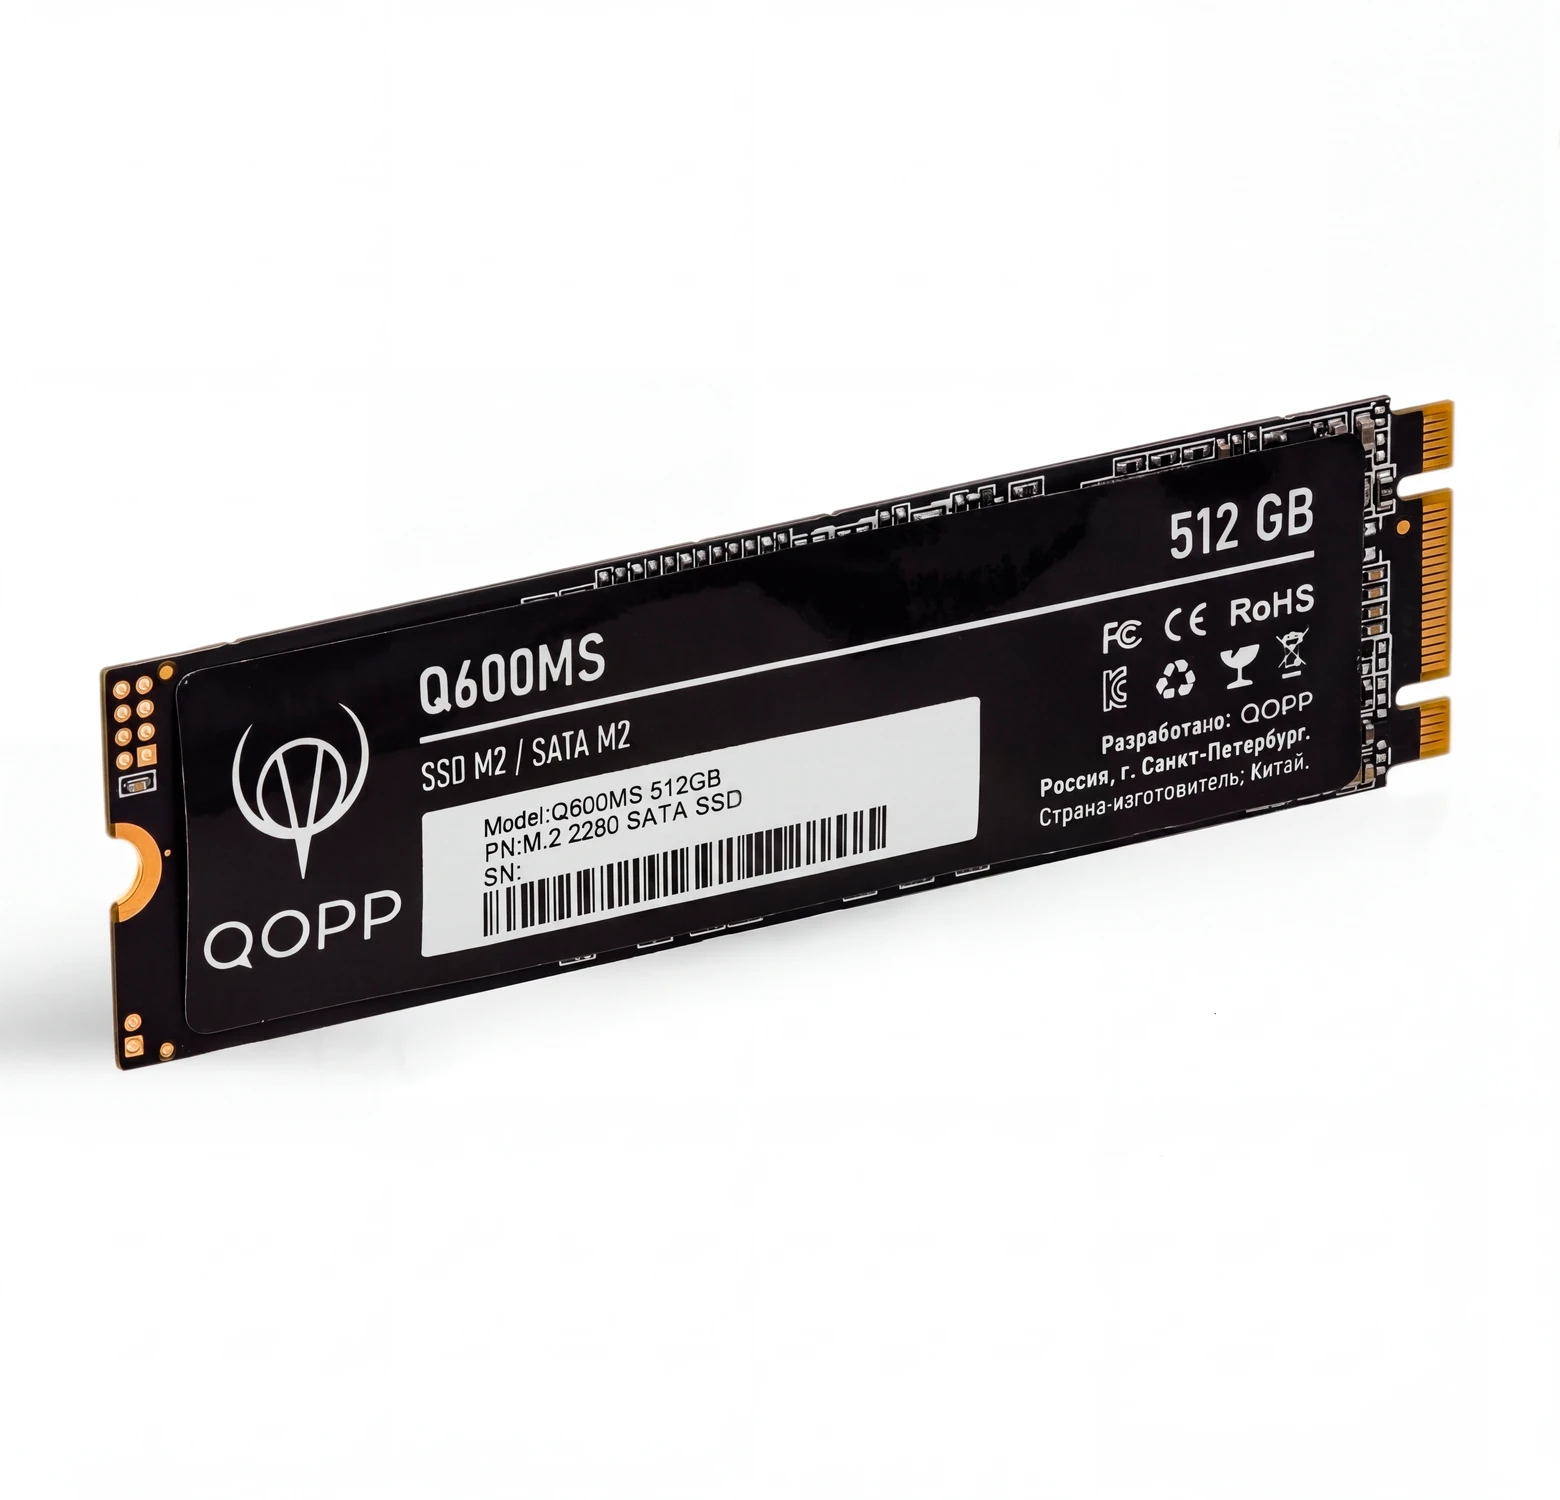 512 GB
Q600MS
SSD M2 / SATA M2
Model:Q600MS 512GB
PN:M.2 2280 SATA SSD
SN:
QOPP
FC CE RoHS
Разработано: QOPP
Россия, г. Санкт-Петербург.
Страна-изготовитель; Китай.